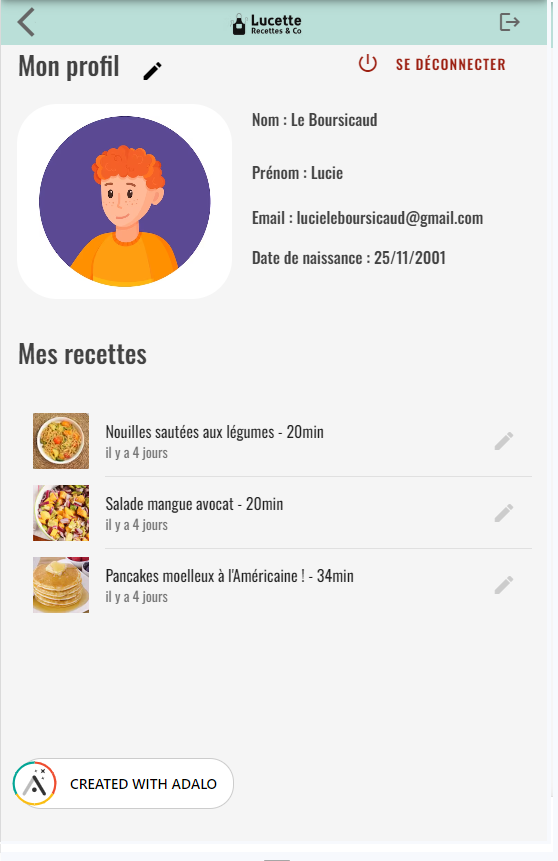 Lucette
Recettes & Co
Mon profil
SE DÉCONNECTER
Nom : Le Boursicaud
Prénom : Lucie
Email : lucieleboursicaud@gmail.com
Date de naissance : 25/11/2001
Mes recettes
Nouilles sautées aux légumes - 20min
il y a 4 jours
Salade mangue avocat - 20min
il y a 4 jours
Pancakes moelleux à l'Américaine ! - 34min
il y a 4 jours
CREATED WITH ADALO